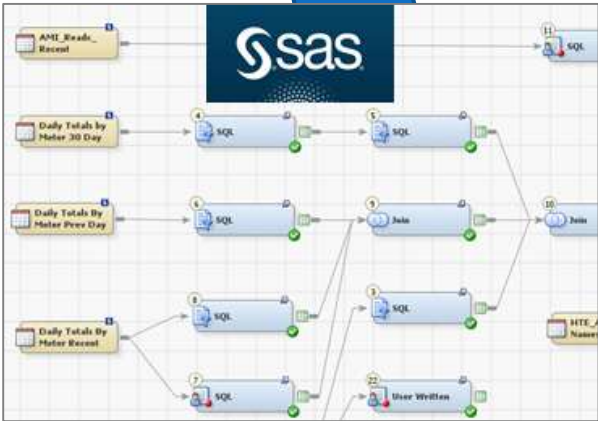 AMI_Reads_
Recent
sas
11
SQL
Daily Totals by
Meter 30 Day
4
SQL
5
SQL
Daily Totals By
Meter Prev Day
6
SQL
9
Join
10
Join
8
SQL
3
SQL
Daily Totals By
Meter Recent
7
SQL
22
User Written